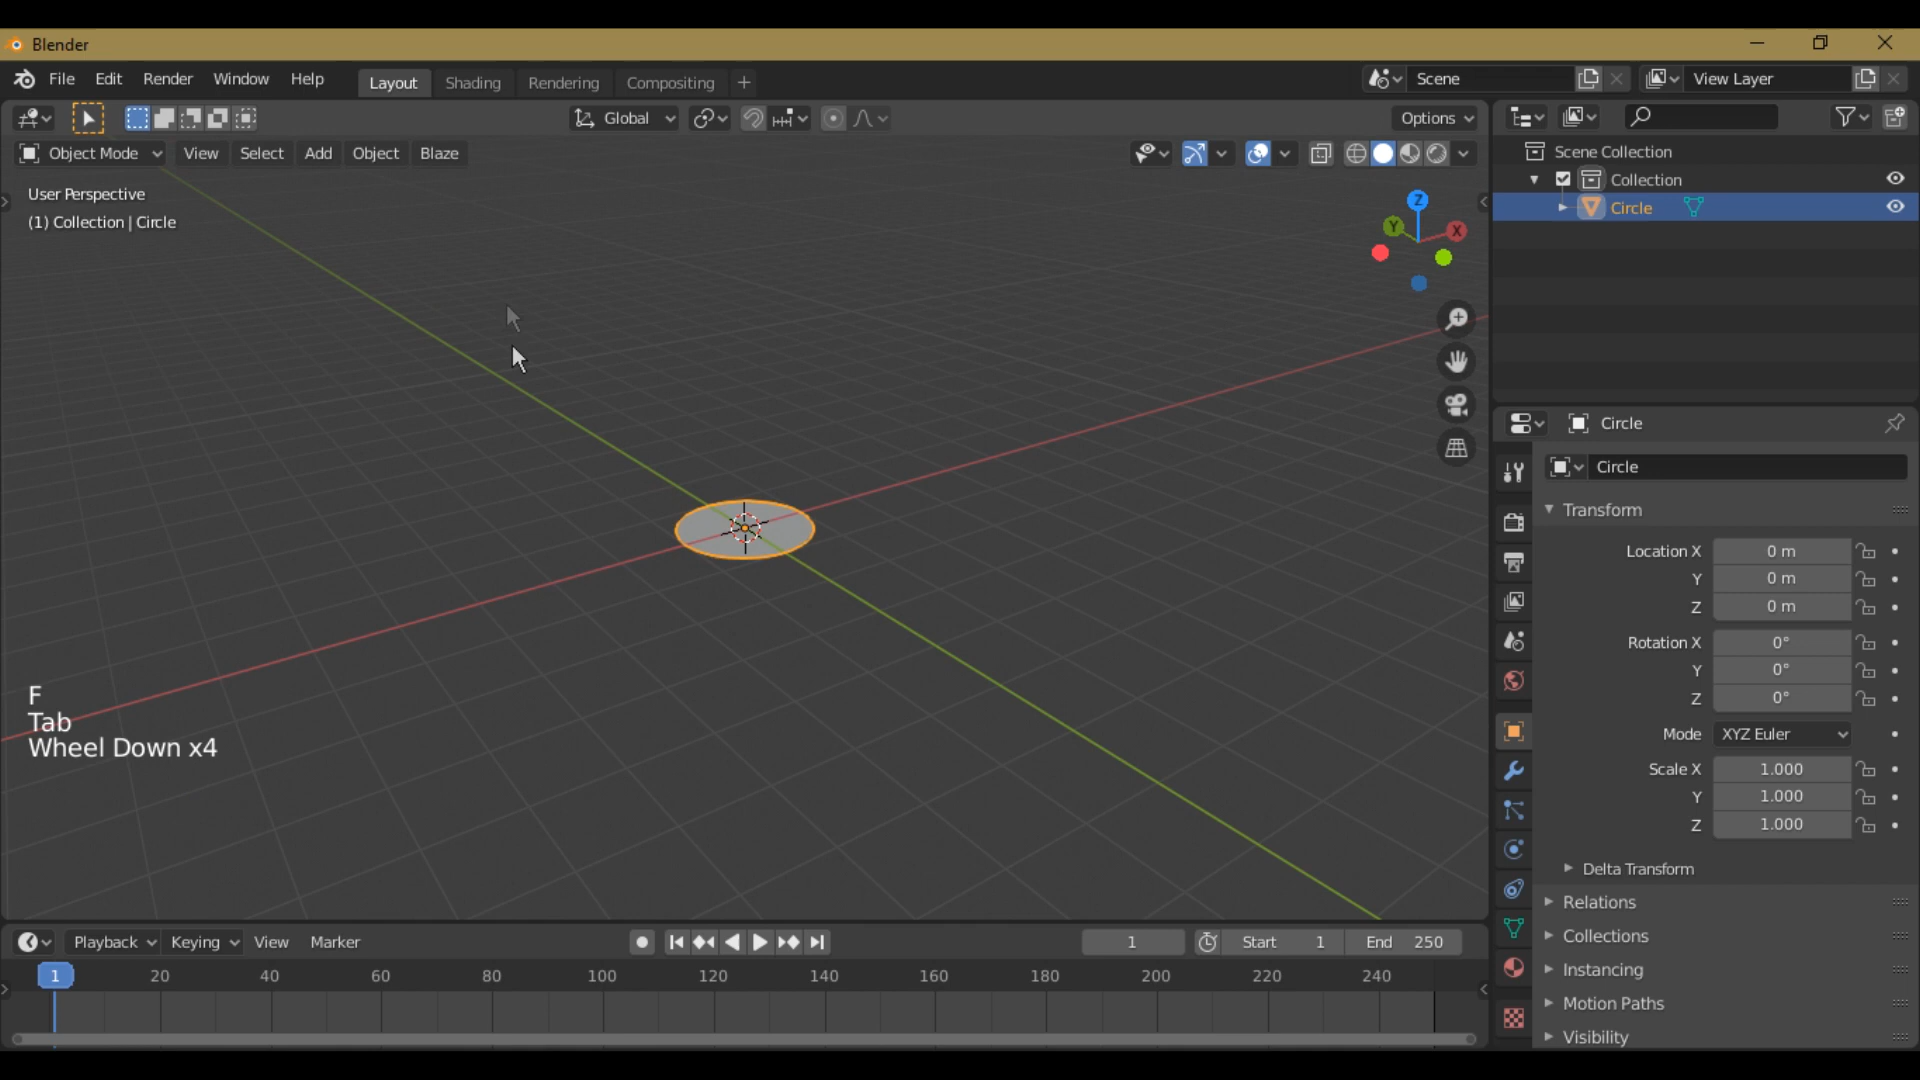 Blender
File Edit Render Window Help Layout Shading Rendering Compositing + Scene View Layer
Global Options
Object Mode View Select Add Object Blaze
User Perspective
(1) Collection | Circle
Z
Y X
F
Tab
Wheel Down x4
Scene Collection
Collection
Circle
Circle
Circle
Transform
Location X 0 m
Y 0 m
Z 0 m
Rotation X 0°
Y 0°
Z 0°
Mode XYZ Euler
Scale X 1.000
Y 1.000
Z 1.000
Delta Transform
Relations
Collections
Instancing
Motion Paths
Visibility
Playback Keying View Marker 1 Start 1 End 250
1 20 40 60 80 100 120 140 160 180 200 220 240